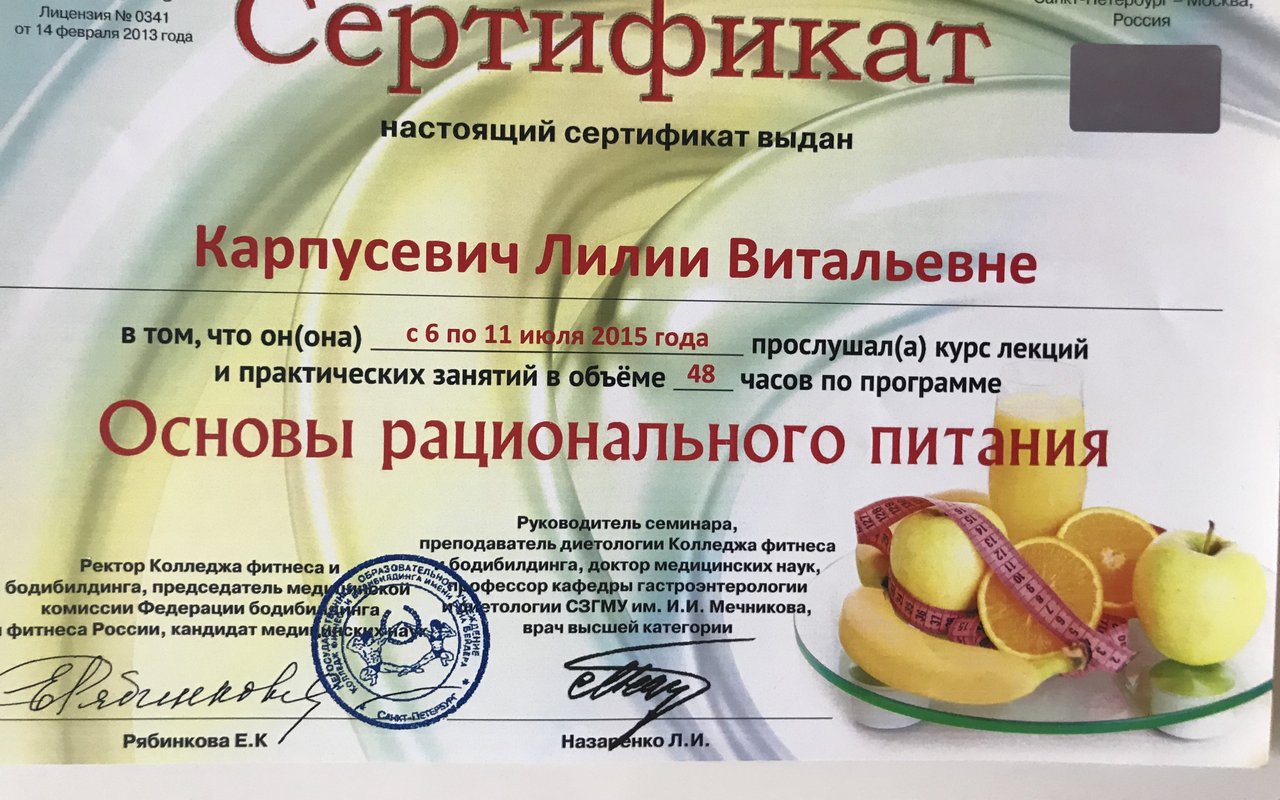 Лицензия № 0341
от 14 февраля 2013 года
Санкт-Петербург – Москва,
Россия
Сертификат
настоящий сертификат выдан
Карпусевич Лилии Витальевне
в том, что он(она) с 6 по 11 июля 2015 года прослушал(а) курс лекций
и практических занятий в объёме 48 часов по программе
Основы рационального питания
Ректор Колледжа фитнеса и
бодибилдинга, председатель медицинской
комиссии Федерации бодибилдинга
и фитнеса России, кандидат медицинских наук
Рябинкова Е.К
Руководитель семинара,
преподаватель диетологии Колледжа фитнеса
и бодибилдинга, доктор медицинских наук,
профессор кафедры гастроэнтерологии
и диетологии СЗГМУ им. И.И. Мечникова,
врач высшей категории
Назаренко Л.И.
САНКТ-ПЕТЕРБУРГ